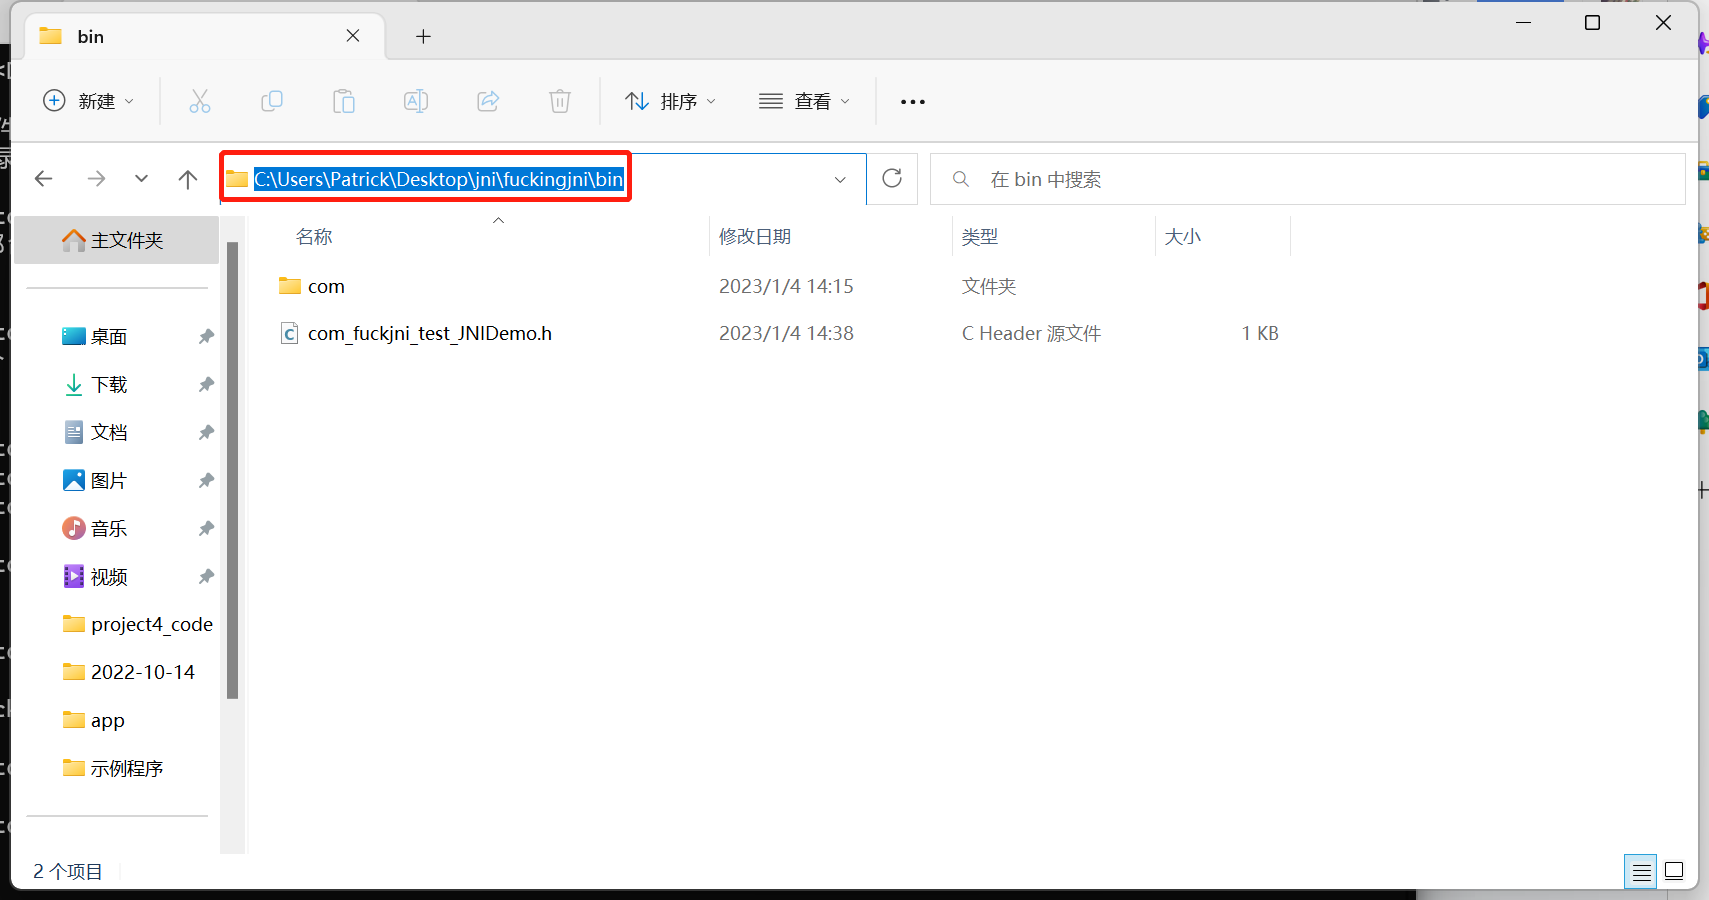 bin
新建
排序
查看
C:\Users\Patrick\Desktop\jni\fuckingjni\bin
在 bin 中搜索
主文件夹
名称 修改日期 类型 大小
com 2023/1/4 14:15 文件夹
com_fuckjni_test_JNIDemo.h 2023/1/4 14:38 C Header 源文件 1 KB
桌面
下载
文档
图片
音乐
视频
project4_code
2022-10-14
app
示例程序
2 个项目